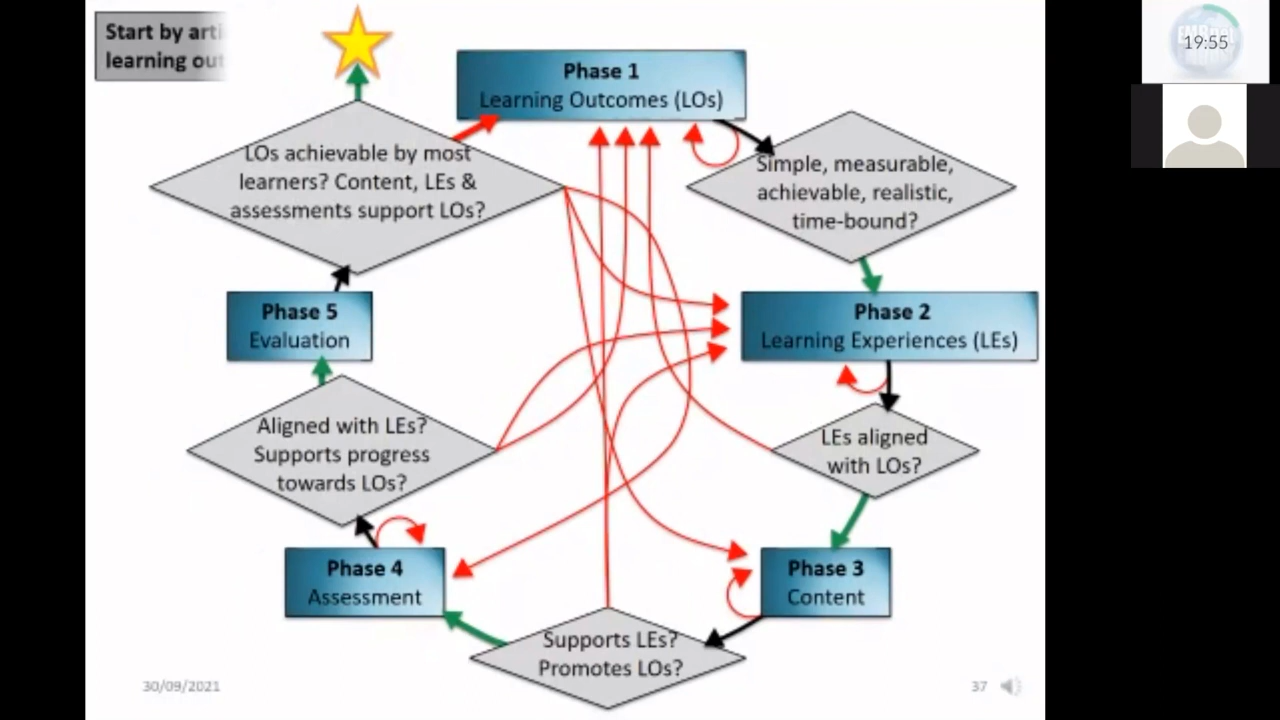 Start by arti
learning out
Phase 1
Learning Outcomes (LOs)
LOs achievable by most
learners? Content, LEs &
assessments support LOs?
Simple, measurable,
achievable, realistic,
time-bound?
Phase 5
Evaluation
Phase 2
Learning Experiences (LEs)
Aligned with LEs?
Supports progress
towards LOs?
LEs aligned
with LOs?
Phase 4
Assessment
Phase 3
Content
Supports LEs?
Promotes LOs?
30/09/2021
37
19:55